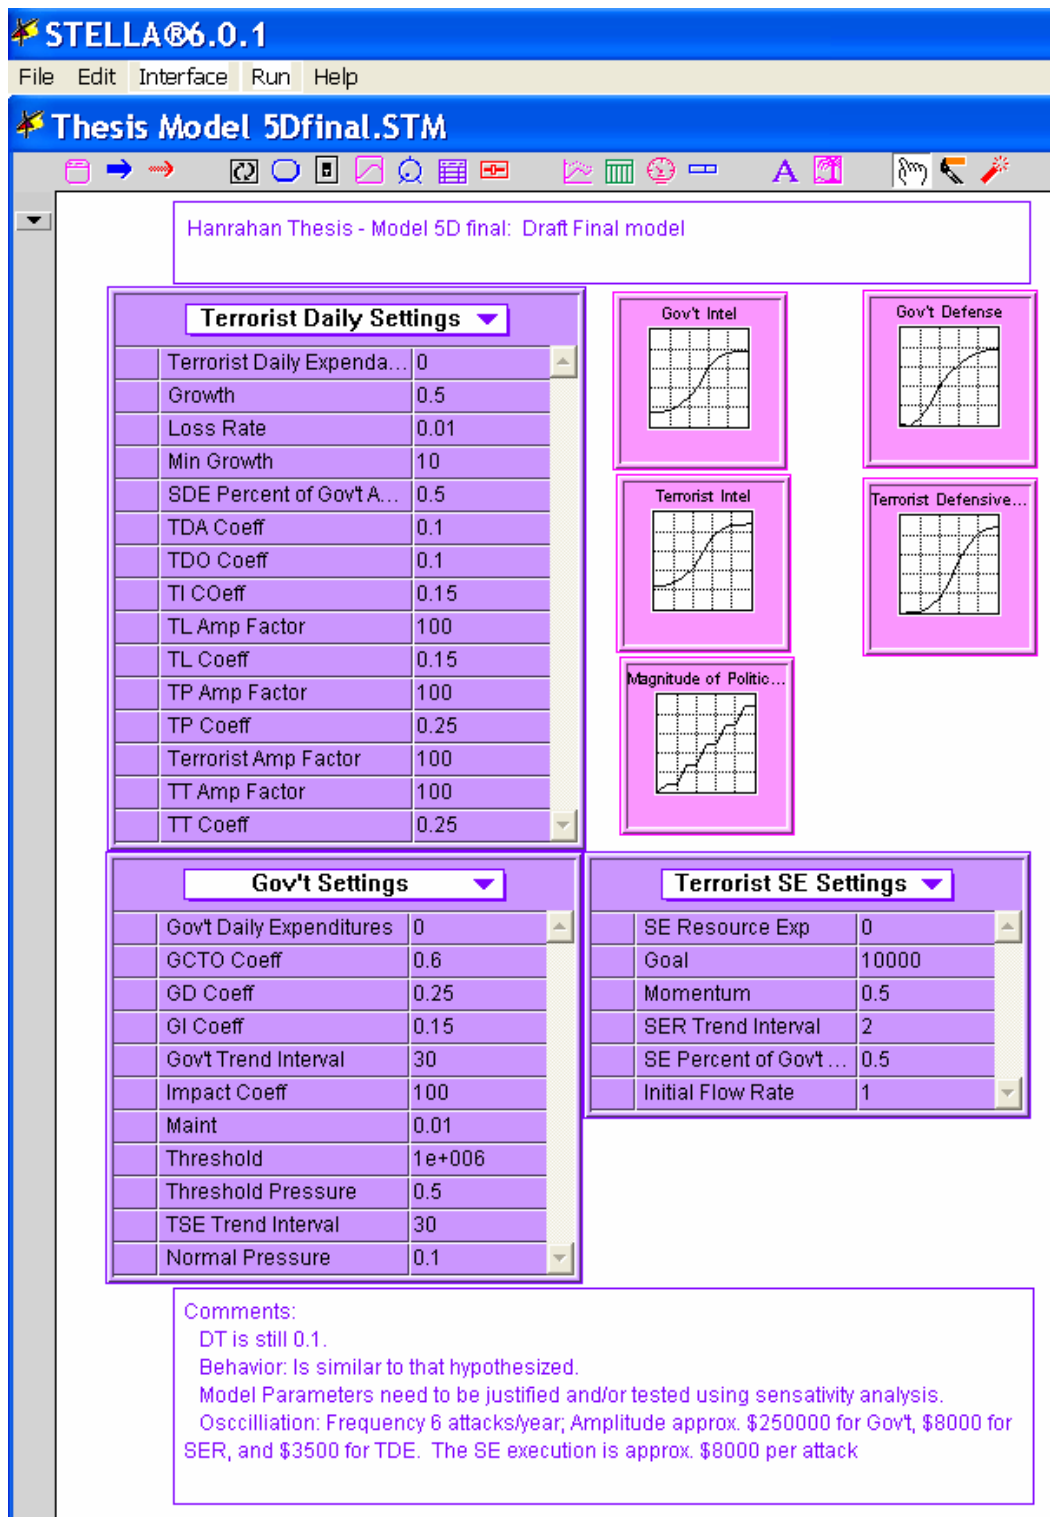 STELLA®6.0.1
File Edit Interface Run Help
Thesis Model 5Dfinal.STM
A
Hanrahan Thesis - Model 5D final: Draft Final model
Terrorist Daily Settings
Terrorist Daily Expenda... 0
Growth 0.5
Loss Rate 0.01
Min Growth 10
SDE Percent of Gov't A... 0.5
TDA Coeff 0.1
TDO Coeff 0.1
TI COeff 0.15
TL Amp Factor 100
TL Coeff 0.15
TP Amp Factor 100
TP Coeff 0.25
Terrorist Amp Factor 100
TT Amp Factor 100
TT Coeff 0.25
Gov't Intel
Gov't Defense
Terrorist Intel
Terrorist Defensive...
Magnitude of Politic...
Gov't Settings
Gov't Daily Expenditures 0
GCTO Coeff 0.6
GD Coeff 0.25
GI Coeff 0.15
Gov't Trend Interval 30
Impact Coeff 100
Maint 0.01
Threshold 1e+006
Threshold Pressure 0.5
TSE Trend Interval 30
Normal Pressure 0.1
Terrorist SE Settings
SE Resource Exp 0
Goal 10000
Momentum 0.5
SER Trend Interval 2
SE Percent of Gov't ... 0.5
Initial Flow Rate 1
Comments:
DT is still 0.1.
Behavior: Is similar to that hypothesized.
Model Parameters need to be justified and/or tested using sensativity analysis.
Osccilliation: Frequency 6 attacks/year; Amplitude approx. $250000 for Gov't, $8000 for
SER, and $3500 for TDE. The SE execution is approx. $8000 per attack